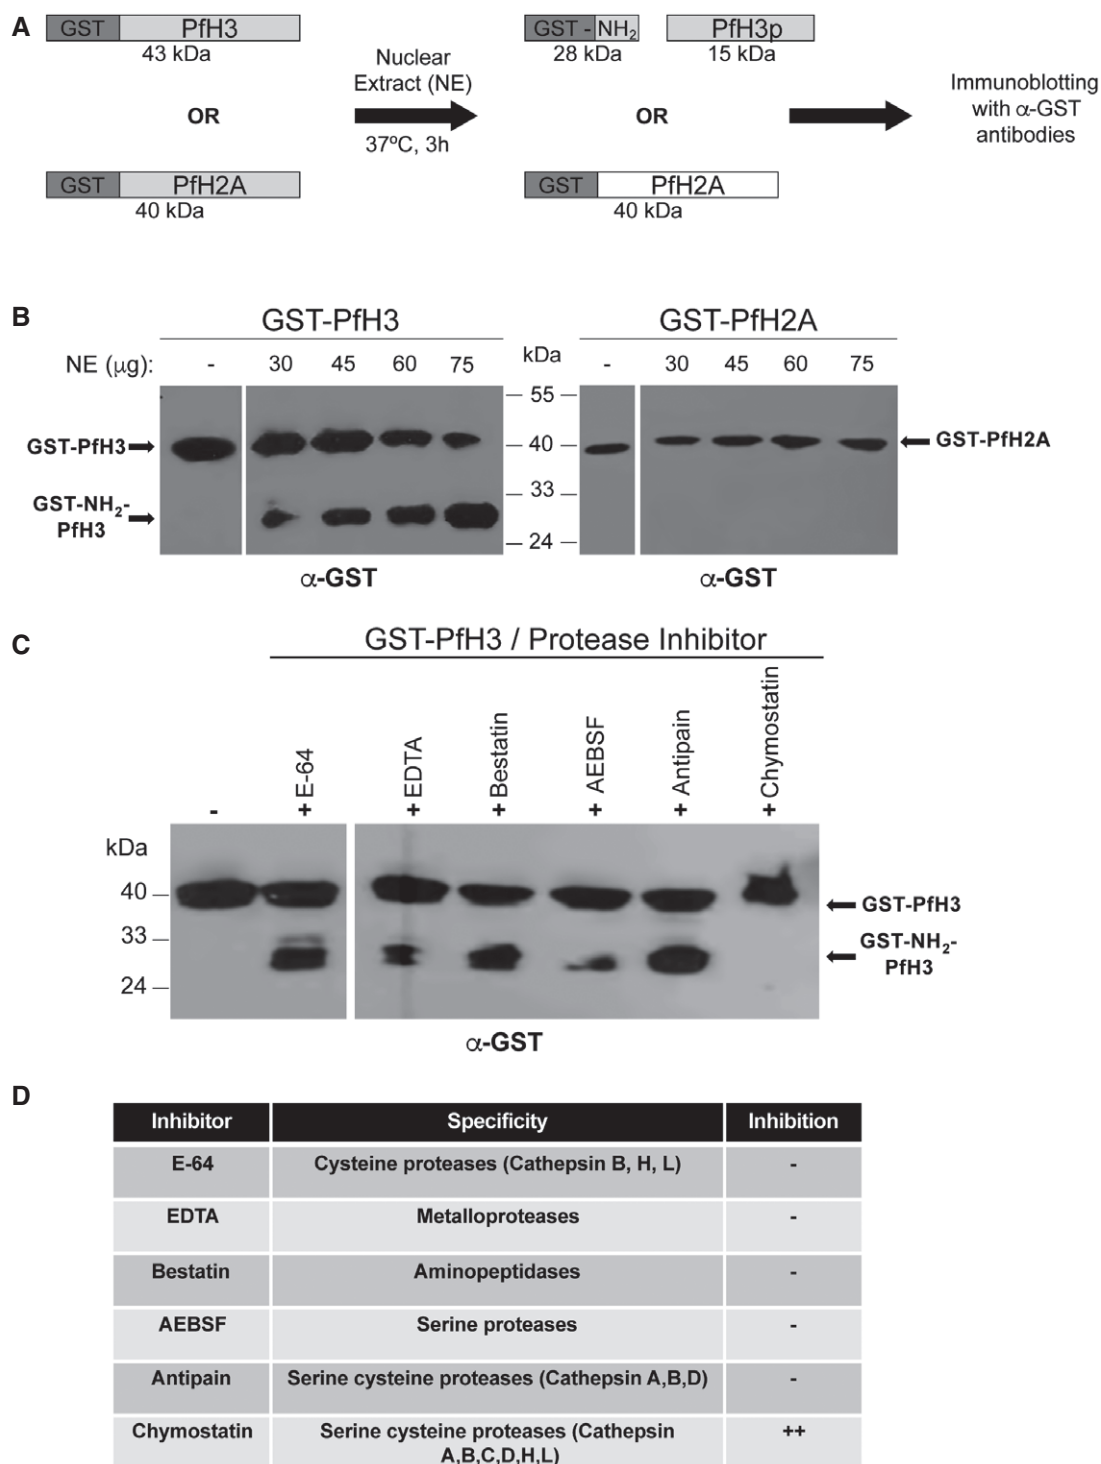 A
GST PfH3
43 kDa
OR
GST PfH2A
40 kDa
Nuclear
Extract (NE)
37ºC, 3h
GST - NH2
28 kDa
PfH3p
15 kDa
OR
GST PfH2A
40 kDa
Immunoblotting
with α-GST
antibodies
B
GST-PfH3
GST-PfH2A
NE (µg): - 30 45 60 75
kDa
- 30 45 60 75
55
40
33
24
GST-PfH3
GST-NH2-
PfH3
GST-PfH2A
α-GST
α-GST
C
GST-PfH3 / Protease Inhibitor
-
+ E-64
+ EDTA
+ Bestatin
+ AEBSF
+ Antipain
+ Chymostatin
kDa
40
33
24
GST-PfH3
GST-NH2-
PfH3
α-GST
D
Inhibitor Specificity Inhibition
E-64 Cysteine proteases (Cathepsin B, H, L) -
EDTA Metalloproteases -
Bestatin Aminopeptidases -
AEBSF Serine proteases -
Antipain Serine cysteine proteases (Cathepsin A,B,D) -
Chymostatin Serine cysteine proteases (Cathepsin ++
A,B,C,D,H,L)